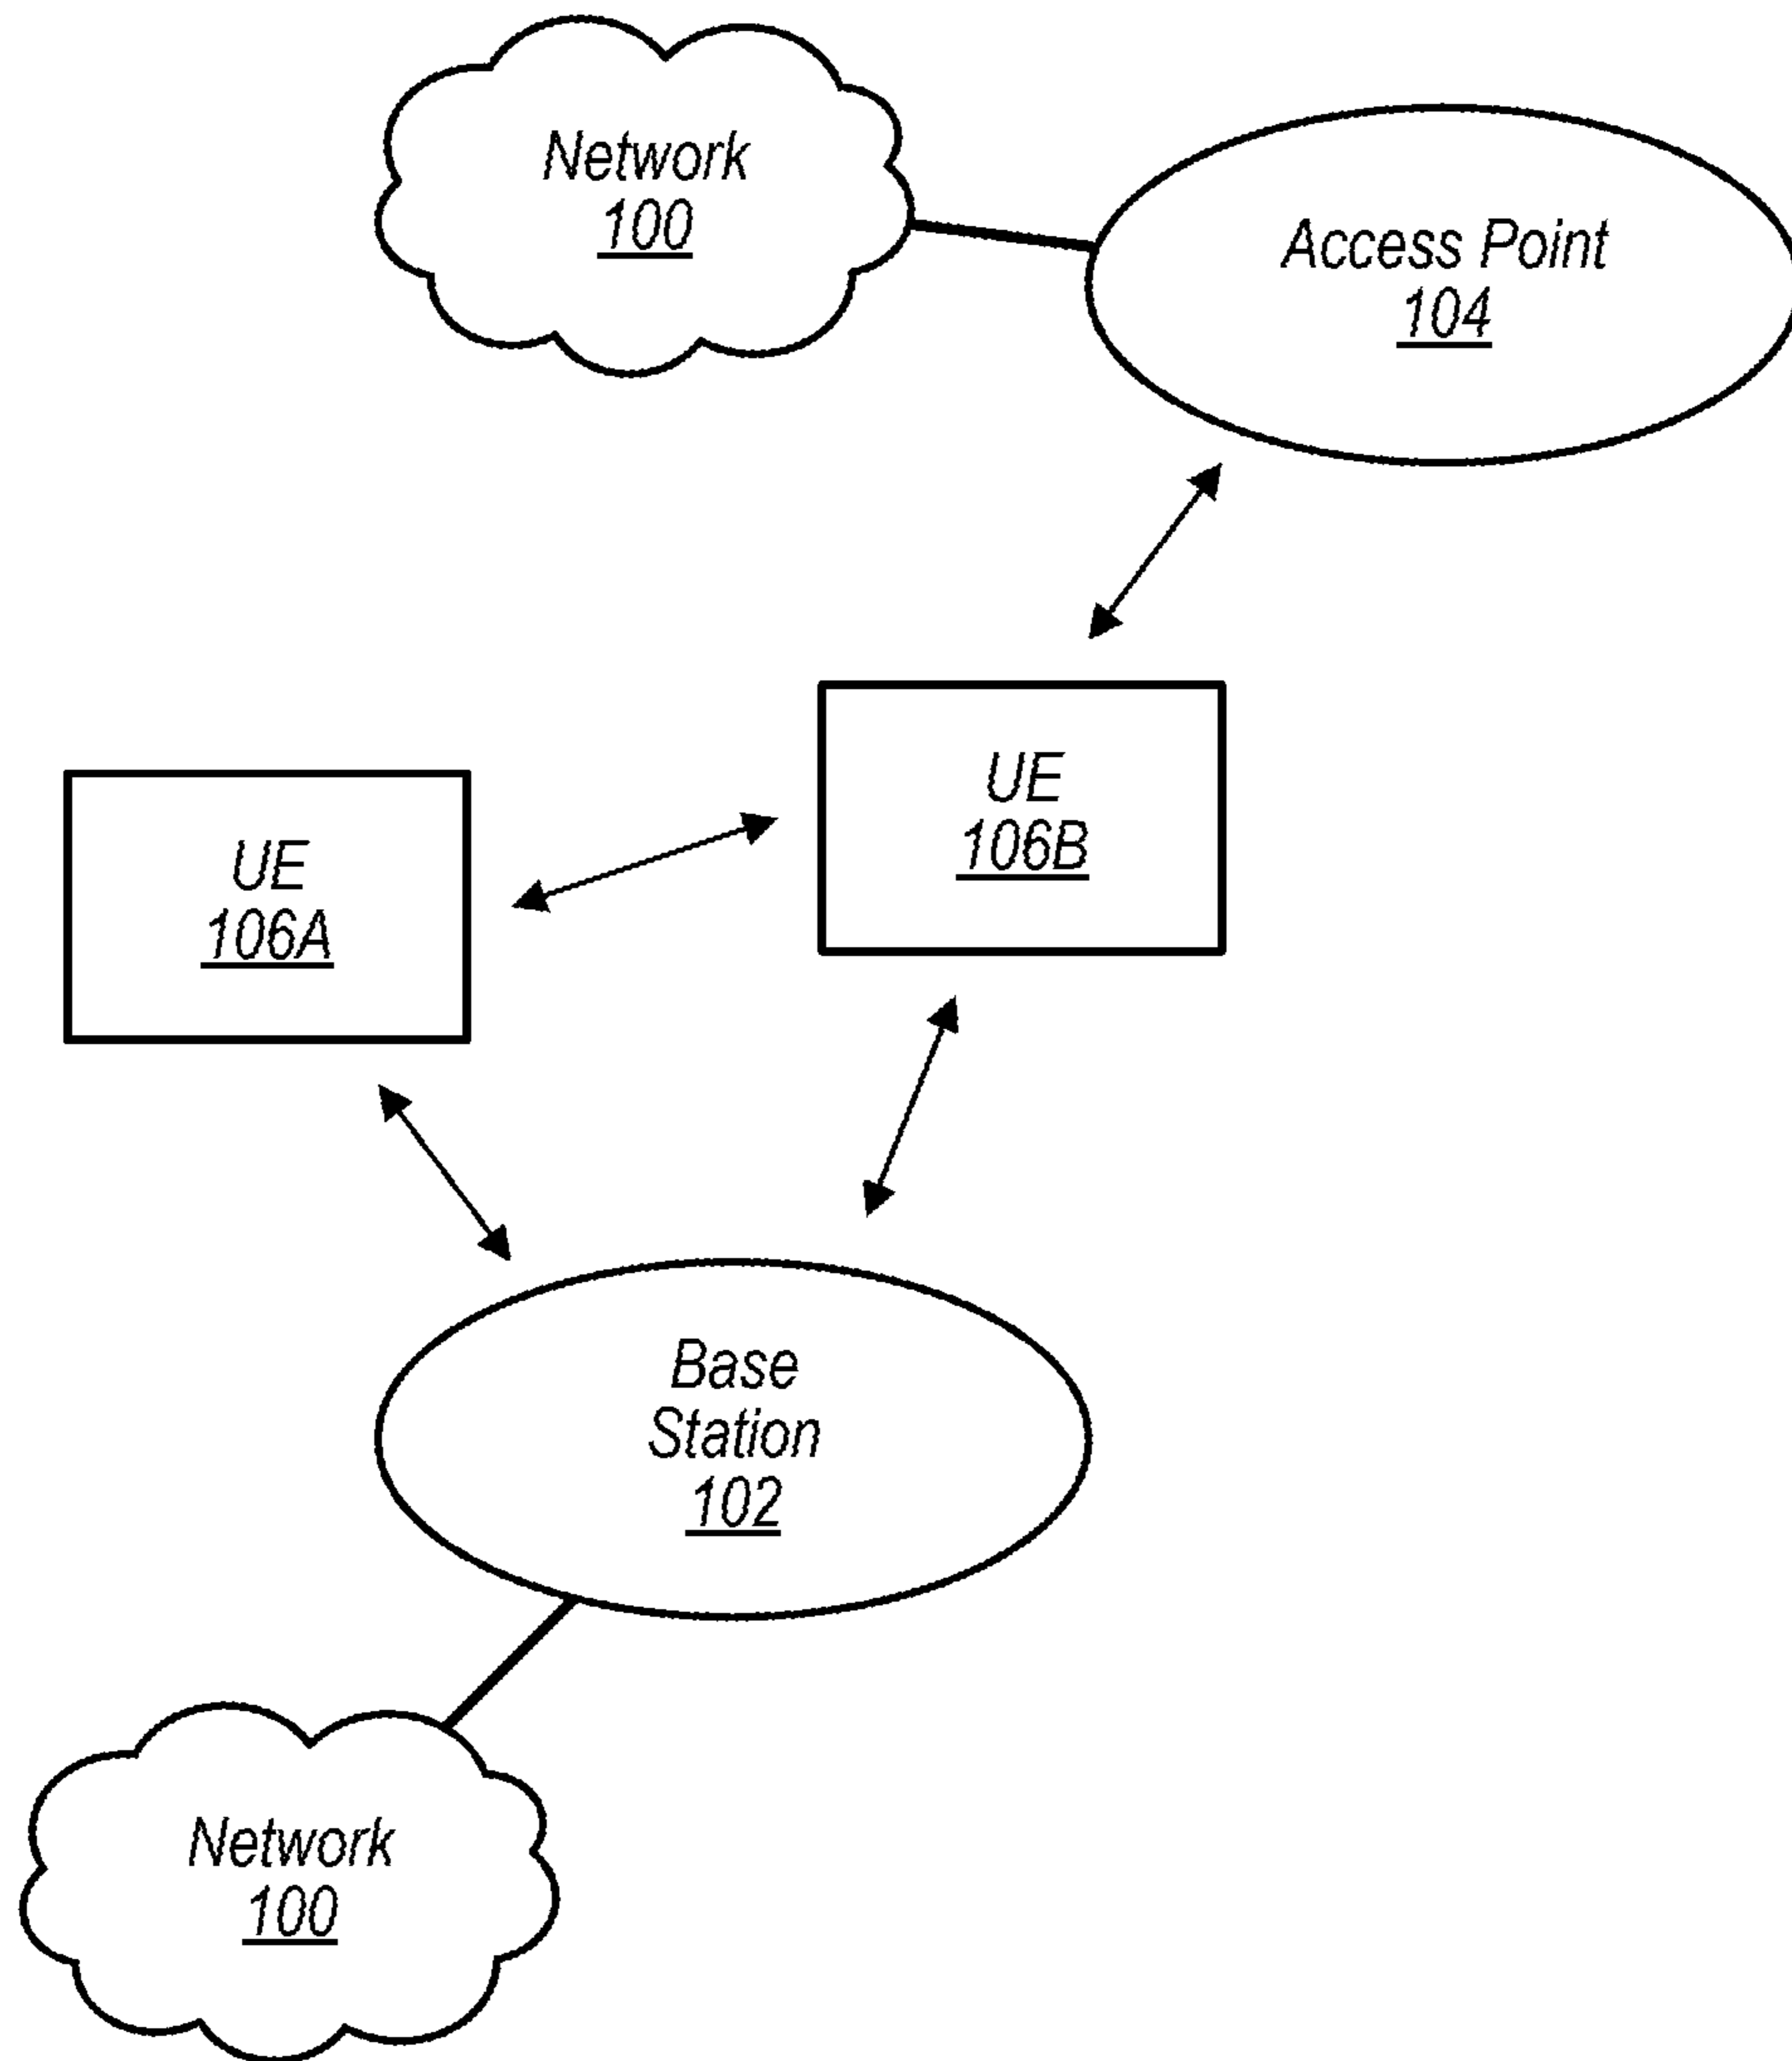 Network
100
Access Point
104
UE
106B
UE
106A
Base
Station
102
Network
100